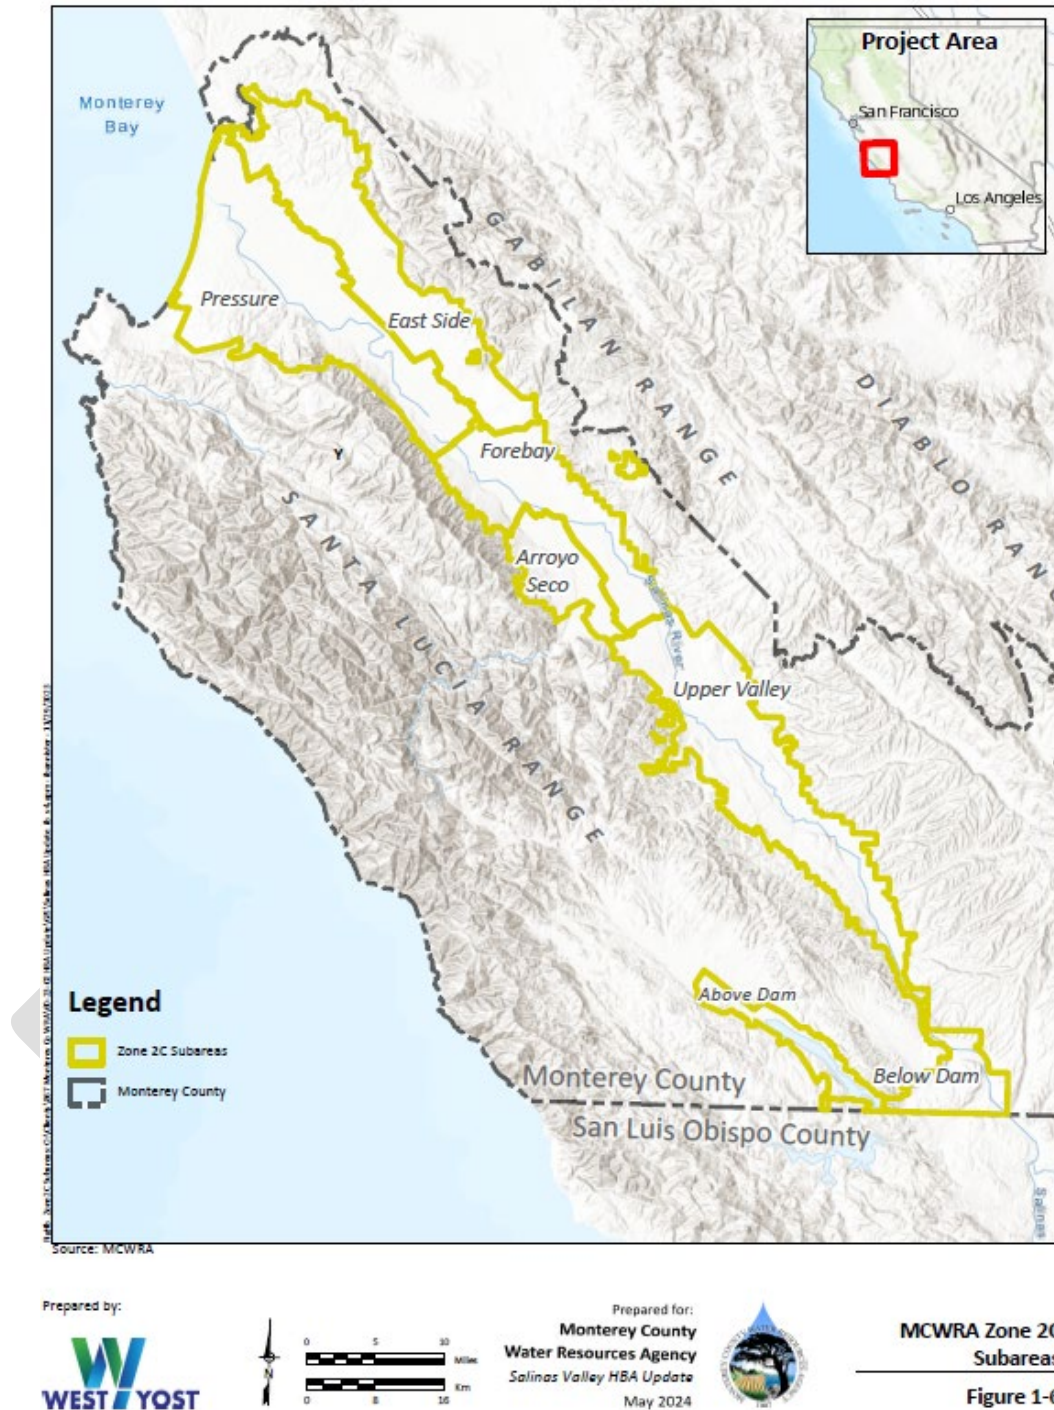 Project Area
San Francisco
Los Angeles
Monterey
Bay
GABILAN RANGE
DIABLO RAN
Pressure
East Side
Forebay
Y
SANTA LUCIA RANGE
Arroyo
Seco
Salinas River
Upper Valley
Above Dam
Below Dam
Monterey County
San Luis Obispo County
Salinas
Legend
Zone 2C Subareas
Monterey County
Source: MCWRA
Prepared by:
WEST YOST
N
0 5 10
Miles
0 8 16
Km
Prepared for:
Monterey County
Water Resources Agency
Salinas Valley HBA Update
May 2024
MCWRA Zone 2C
Subareas